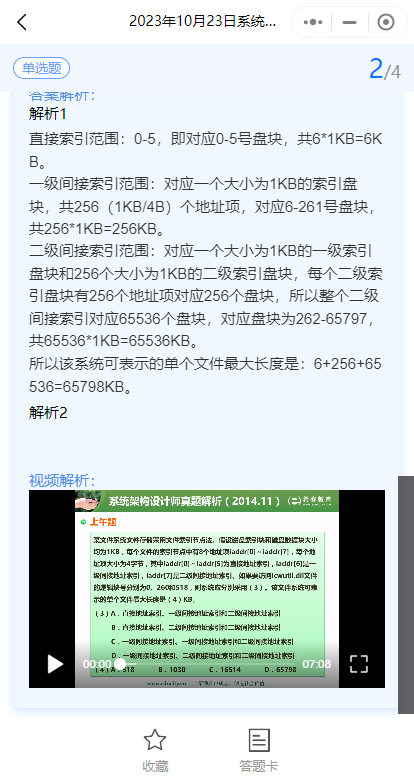 2023年10月23日系统...
单选题
2/4
答案解析：
解析1
直接索引范围：0-5，即对应0-5号盘块，共6*1KB=6K
B。
一级间接索引范围：对应一个大小为1KB的索引盘
块，共256（1KB/4B）个地址项，对应6-261号盘块，
共256*1KB=256KB。
二级间接索引范围：对应一个大小为1KB的一级索引
盘块和256个大小为1KB的二级索引盘块，每个二级索
引盘块有256个地址项对应256个盘块，所以整个二级
间接索引对应65536个盘块，对应盘块为262-65797，
共65536*1KB=65536KB。
所以该系统可表示的单个文件最大长度是：6+256+65
536=65798KB。
解析2
视频解析：
系统架构设计师真题解析（2014.11） 希赛教育
上午题
某文件系统文件存储采用文件索引节点法。假设磁盘索引块和磁盘数据块大小
均为1KB，每个文件的索引节点中有8个地址项iaddr[0]～iaddr[7]，每个地
址项大小为4字节，其中iaddr[0]～iaddr[5]为直接地址索引，iaddr[6]是一
级间接地址索引，iaddr[7]是二级间接地址索引。如果要访问icwutil.dll文件
的逻辑块号分别为0、260和518，则系统应分别采用（3）。该文件系统可表
示的单个文件最大长度是（4）KB。
（3）A．直接地址索引、一级间接地址索引和二级间接地址索引
B．直接地址索引、二级间接地址索引和二级间接地址索引
C．一级间接地址索引、一级间接地址索引和二级间接地址索引
D．一级间接地址索引、二级间接地址索引和二级间接地址索引
00:00
07:08
（4）A．518 B．1030 C．16514 D．65798
收藏
答题卡